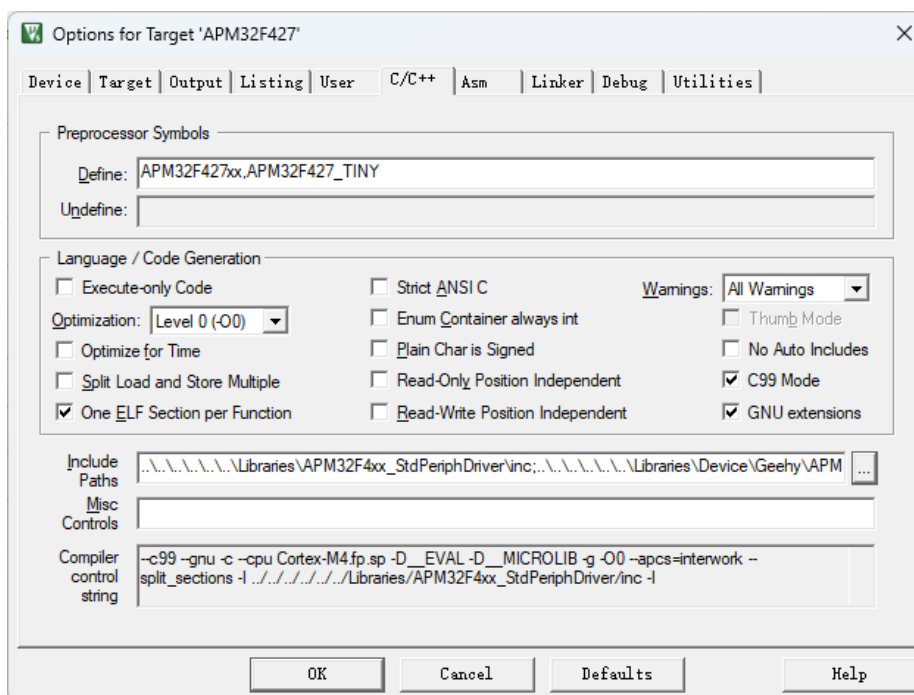 Options for Target 'APM32F427'
Device Target Output Listing User C/C++ Asm Linker Debug Utilities
Preprocessor Symbols
Define: APM32F427xx,APM32F427_TINY
Undefine:
Language / Code Generation
Execute-only Code Strict ANSI C Warnings: All Warnings
Optimization: Level 0 (-O0) Enum Container always int Thumb Mode
Optimize for Time Plain Char is Signed No Auto Includes
Split Load and Store Multiple Read-Only Position Independent C99 Mode
One ELF Section per Function Read-Write Position Independent GNU extensions
Include Paths ..\..\..\..\..\..\Libraries\APM32F4xx_StdPeriphDriver\inc;..\..\..\..\..\..\Libraries\Device\Geehy\APM ...
Misc Controls
Compiler control string --c99 --gnu -c --cpu Cortex-M4.fp.sp -D__EVAL -D__MICROLIB -g -O0 --apcs=interwork --
split_sections -I ../../../../../../Libraries/APM32F4xx_StdPeriphDriver/inc -I
OK Cancel Defaults Help